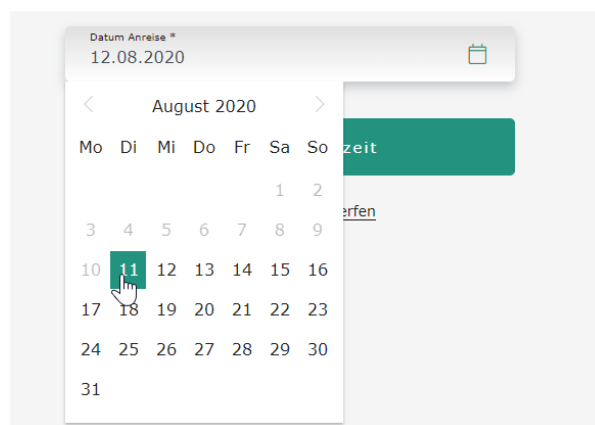 Datum Anreise *
12.08.2020
August 2020
Mo Di Mi Do Fr Sa So
1 2
3 4 5 6 7 8 9
10 11 12 13 14 15 16
17 18 19 20 21 22 23
24 25 26 27 28 29 30
31
zeit
erfen